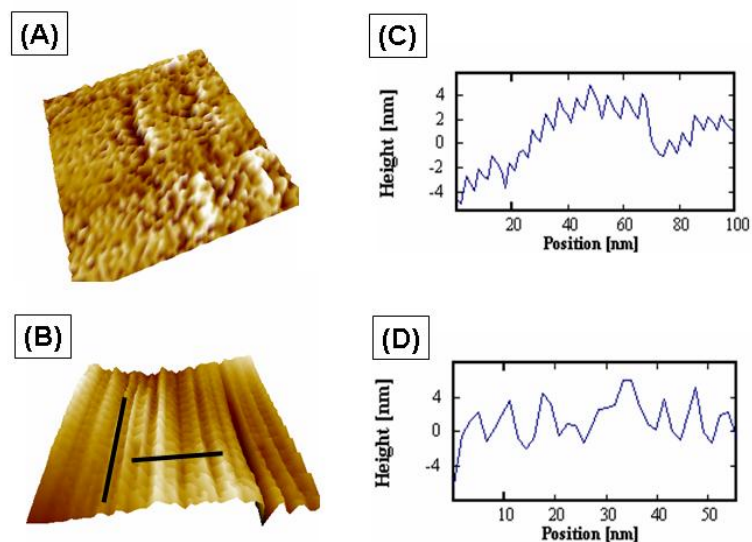 (A)
(C)
Height [nm]
4
2
0
-2
-4
20 40 60 80 100
Position [nm]
(B)
(D)
Height [nm]
4
0
-4
10 20 30 40 50
Position [nm]